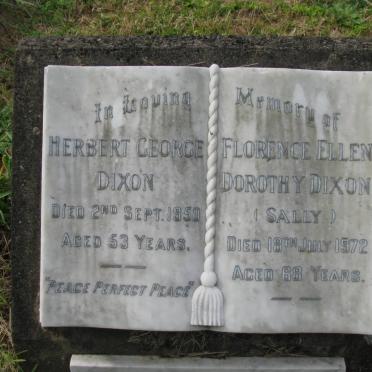 In Loving Memory of
HERBERT GEORGE
DIXON
DIED 2ND SEPT. 1950
AGED 53 YEARS.
"PEACE PERFECT PEACE"
FLORENCE ELLEN
DOROTHY DIXON
(SALLY)
DIED 18TH JULY 1972
AGED 68 YEARS.